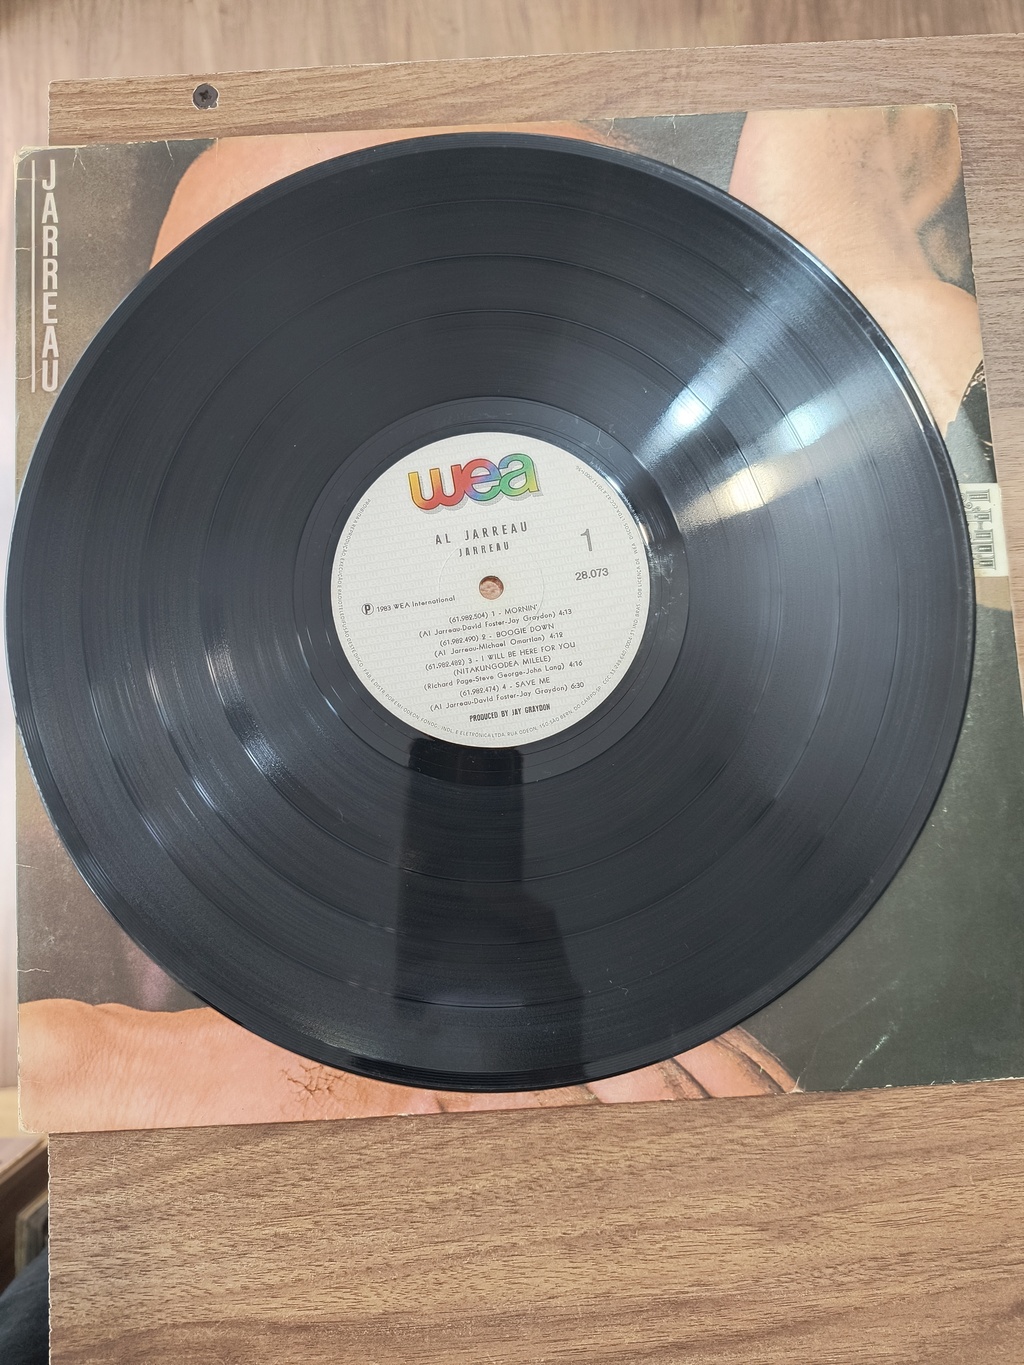 JARREAU
wea
AL JARREAU
JARREAU
1
28.073
Ⓟ 1983 WEA International
(61.982.504) 1 - MORNIN'
(Al Jarreau-David Foster-Jay Graydon) 4:13
(61.982.490) 2 - BOOGIE DOWN
(Al Jarreau-Michael Omartian) 4:12
(61.982.482) 3 - I WILL BE HERE FOR YOU
(NITAKUNGODEA MILELE)
(Richard Page-Steve George-John Lang) 4:16
(61.982.474) 4 - SAVE ME
(Al Jarreau-David Foster-Jay Graydon) 6:30
PRODUCED BY JAY GRAYDON